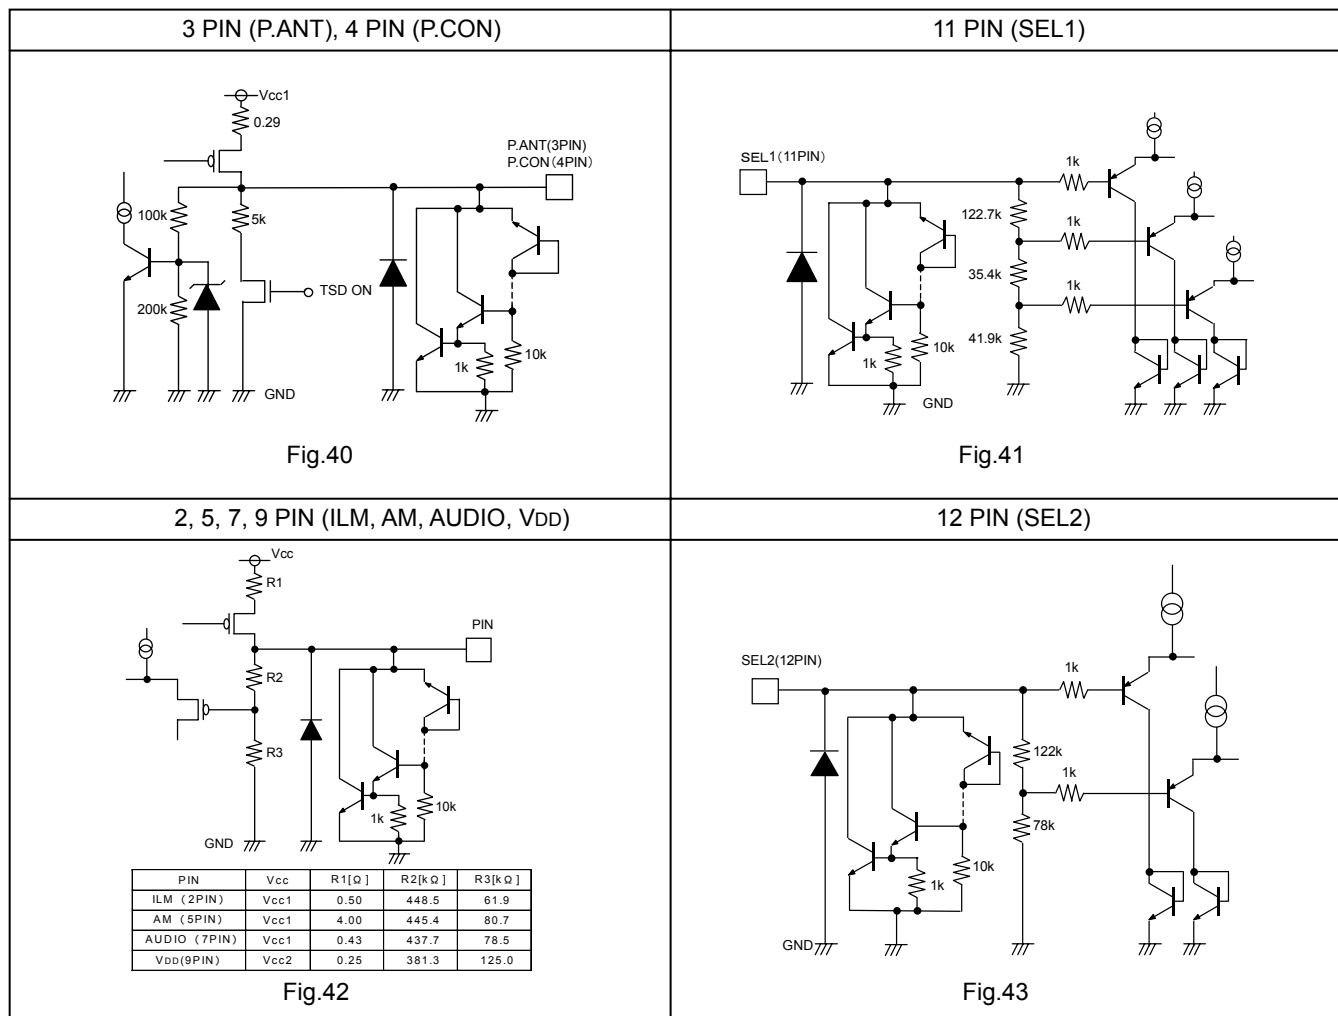 3 PIN (P.ANT), 4 PIN (P.CON)
Vcc1
0.29
P.ANT(3PIN)
P.CON(4PIN)
100k
5k
200k
TSD ON
1k
10k
GND
Fig.40
11 PIN (SEL1)
SEL1(11PIN)
1k
122.7k
1k
35.4k
1k
41.9k
1k
10k
GND
Fig.41
2, 5, 7, 9 PIN (ILM, AM, AUDIO, VDD)
Vcc
R1
PIN
R2
R3
1k
10k
GND
PIN Vcc R1[Ω] R2[kΩ] R3[kΩ]
ILM (2PIN) Vcc1 0.50 448.5 61.9
AM (5PIN) Vcc1 4.00 445.4 80.7
AUDIO (7PIN) Vcc1 0.43 437.7 78.5
VDD(9PIN) Vcc2 0.25 381.3 125.0
Fig.42
12 PIN (SEL2)
SEL2(12PIN)
1k
122k
1k
78k
10k
1k
GND
Fig.43